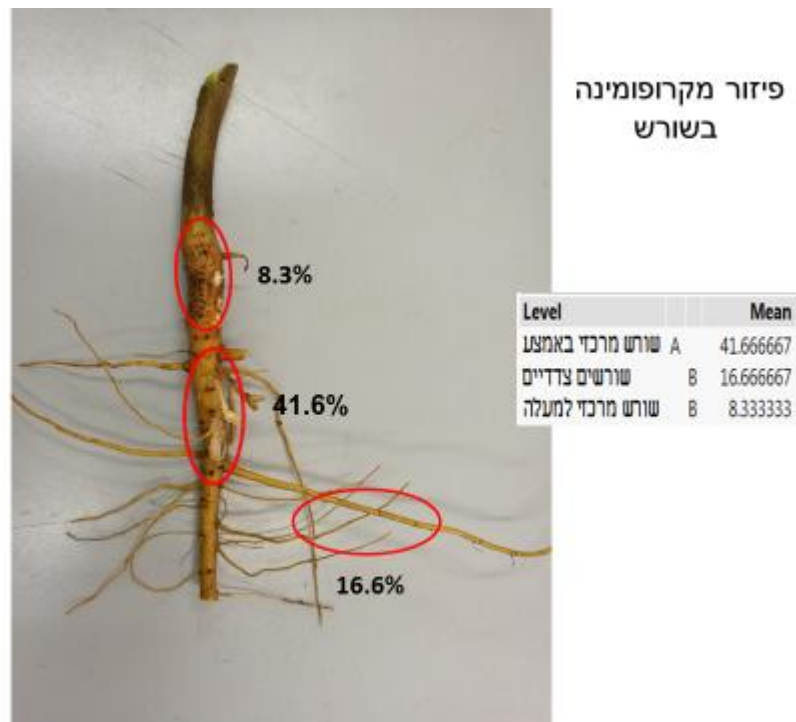 פיזור מקרופומינה
בשורש
8.3%
41.6%
16.6%
Level Mean
שורש מרכזי באמצע A 41.666667
שורשים צדדיים B 16.666667
שורש מרכזי למעלה B 8.333333